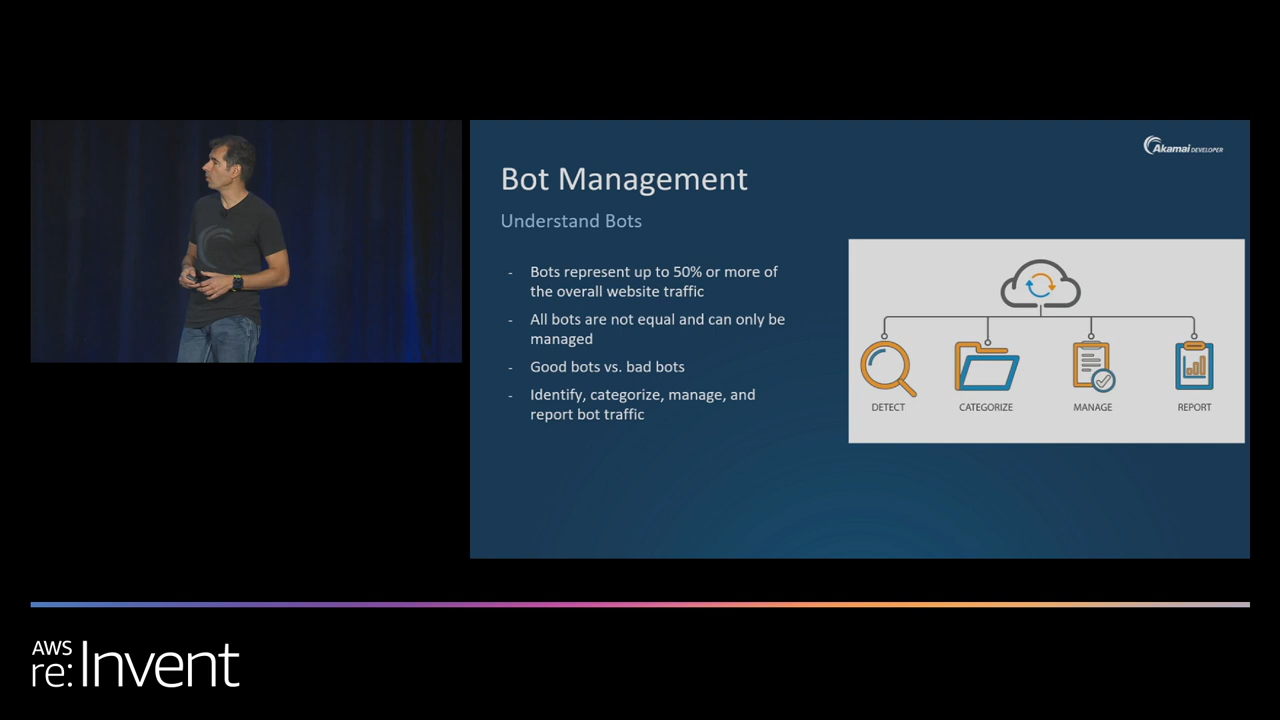 Akamai DEVELOPER
Bot Management
Understand Bots
- Bots represent up to 50% or more of
the overall website traffic
- All bots are not equal and can only be
managed
- Good bots vs. bad bots
- Identify, categorize, manage, and
report bot traffic
DETECT
CATEGORIZE
MANAGE
REPORT
AWS
re:Invent